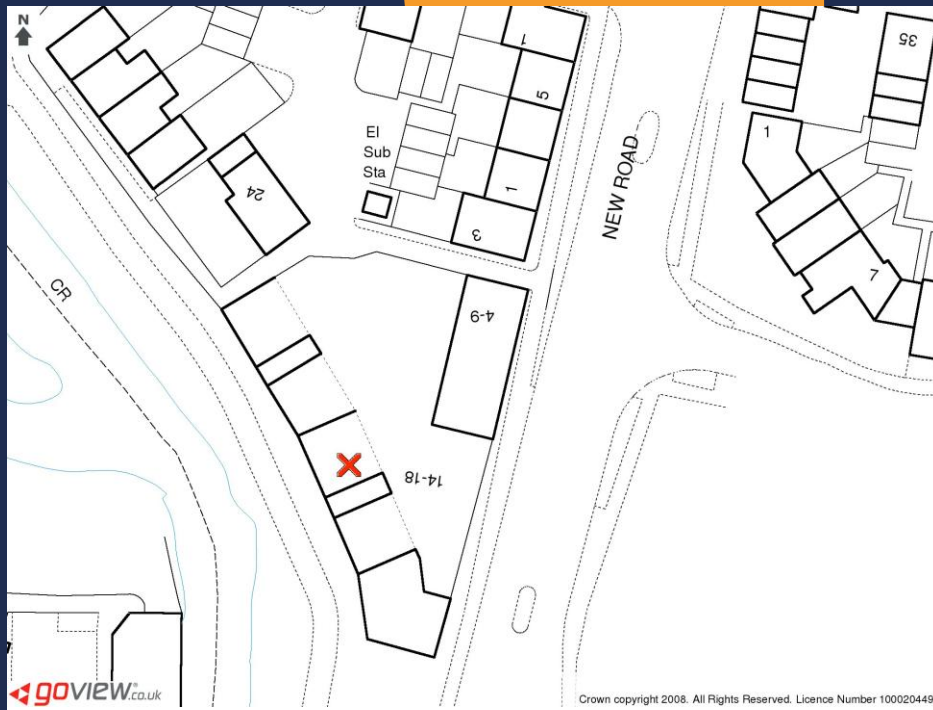 N
1
35
5
1
El
Sub
Sta
24
1
NEW ROAD
3
7
CR
4-9
14-18
goview.co.uk
Crown copyright 2008. All Rights Reserved. Licence Number 100020449